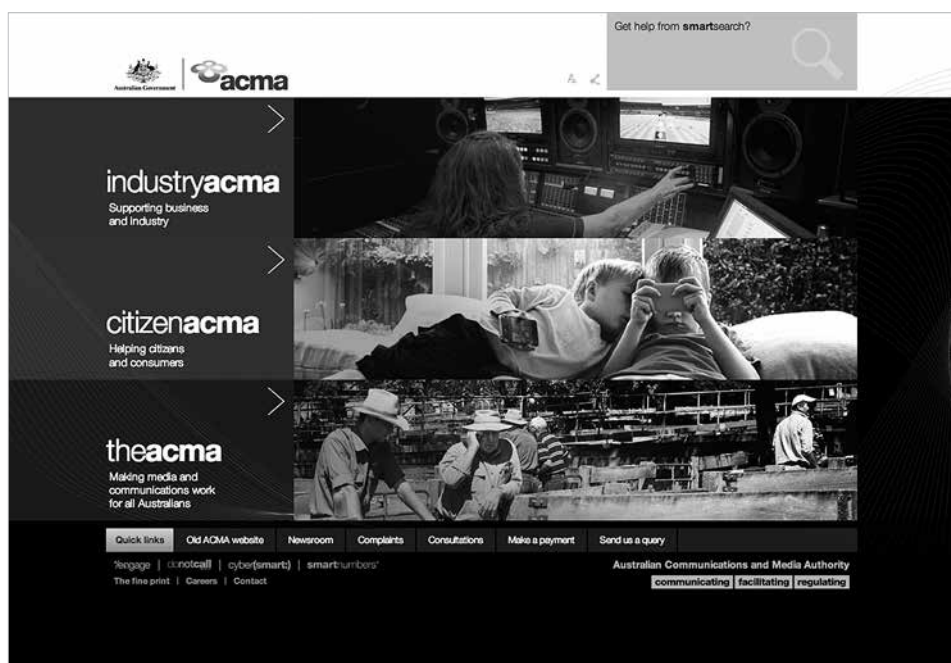 Get help from smartsearch?
Australian Government
acma
A
industryacma
Supporting business
and industry
citizenacma
Helping citizens
and consumers
theacma
Making media and
communications work
for all Australians
Quick links Old ACMA website Newsroom Complaints Consultations Make a payment Send us a query
engage | donotcall | cyber(smart:) | smartnumbers
Australian Communications and Media Authority
The fine print | Careers | Contact
communicating facilitating regulating